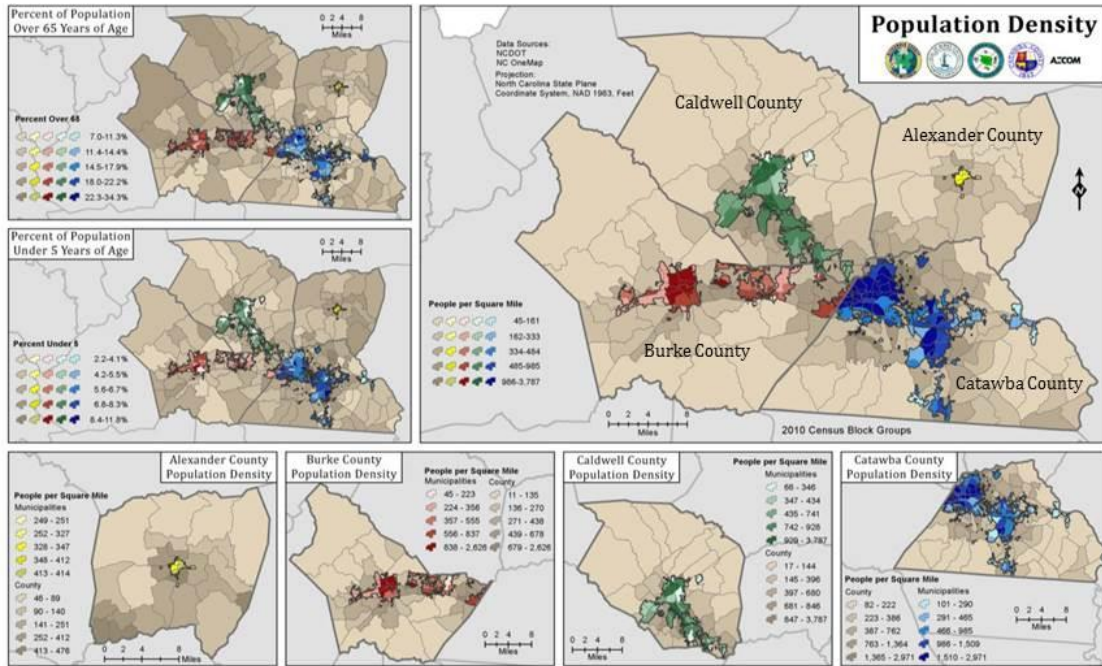 Percent of Population
Over 65 Years of Age
0 2 4 8
Miles
Percent Over 65
7.0-11.3%
11.4-14.4%
14.5-17.9%
18.0-22.2%
22.3-34.3%
Percent of Population
Under 5 Years of Age
0 2 4 8
Miles
Percent Under 5
2.2-4.1%
4.2-5.5%
5.6-6.7%
6.8-8.3%
8.4-11.8%
Population Density
AECOM
Data Sources:
NCDOT
NC OneMap
Projection:
North Carolina State Plane
Coordinate System, NAD 1983, Feet
Caldwell County
Alexander County
N
People per Square Mile
45-161
162-333
334-484
485-985
986-3,787
Burke County
Catawba County
0 2 4 8
Miles
2010 Census Block Groups
Alexander County
Population Density
People per Square Mile
Municipalities
249 - 251
252 - 327
328 - 347
348 - 412
413 - 414
County
46 - 89
90 - 140
141 - 251
252 - 412
413 - 476
0 2 4 8
Miles
Burke County
Population Density
People per Square Mile
Municipalities
45 - 223
224 - 356
357 - 555
556 - 837
838 - 2,626
County
11 - 135
136 - 270
271 - 438
439 - 678
679 - 2,626
0 2 4 8
Miles
Caldwell County
Population Density
People per Square Mile
Municipalities
66 - 346
347 - 434
435 - 741
742 - 928
929 - 3,787
County
17 - 144
145 - 396
397 - 680
681 - 846
847 - 3,787
0 2 4 8
Miles
Catawba County
Population Density
People per Square Mile
County
82 - 222
223 - 386
387 - 762
763 - 1,364
1,365 - 2,971
Municipalities
101 - 290
291 - 465
466 - 985
986 - 1,509
1,510 - 2,971
0 2 4 8
Miles